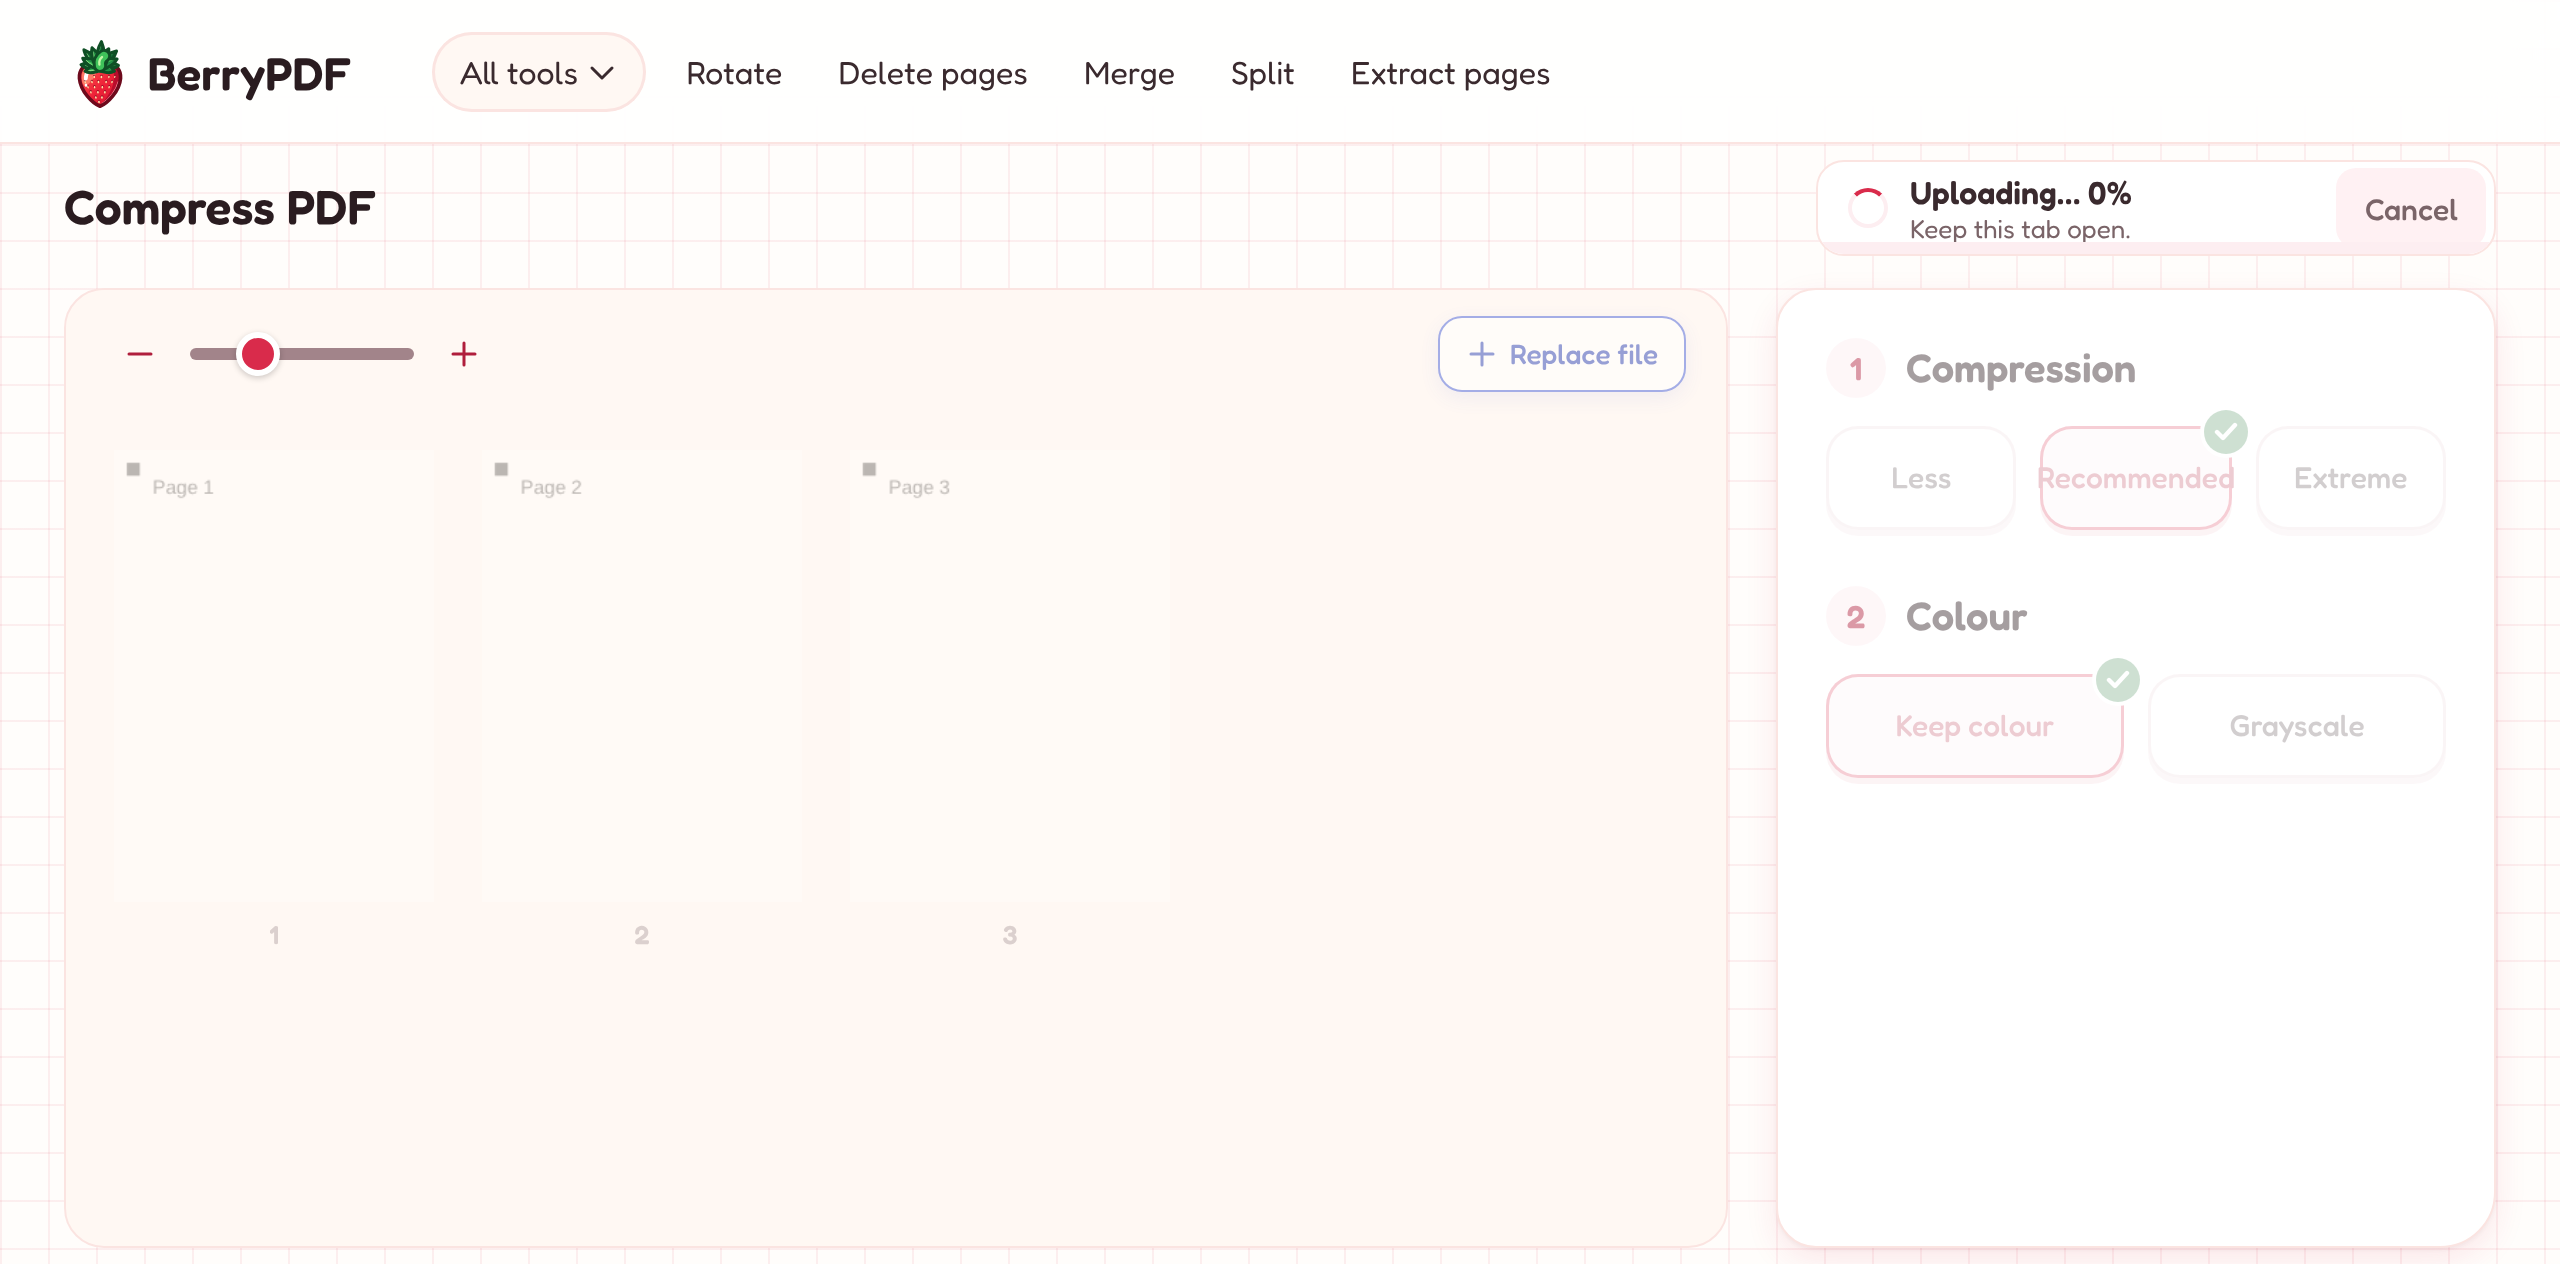 BerryPDF
All tools
Rotate
Delete pages
Merge
Split
Extract pages
Compress PDF
Uploading... 0%
Keep this tab open.
Cancel
Replace file
Page 1
Page 2
Page 3
1
2
3
1 Compression
Less
Recommended
Extreme
2 Colour
Keep colour
Grayscale